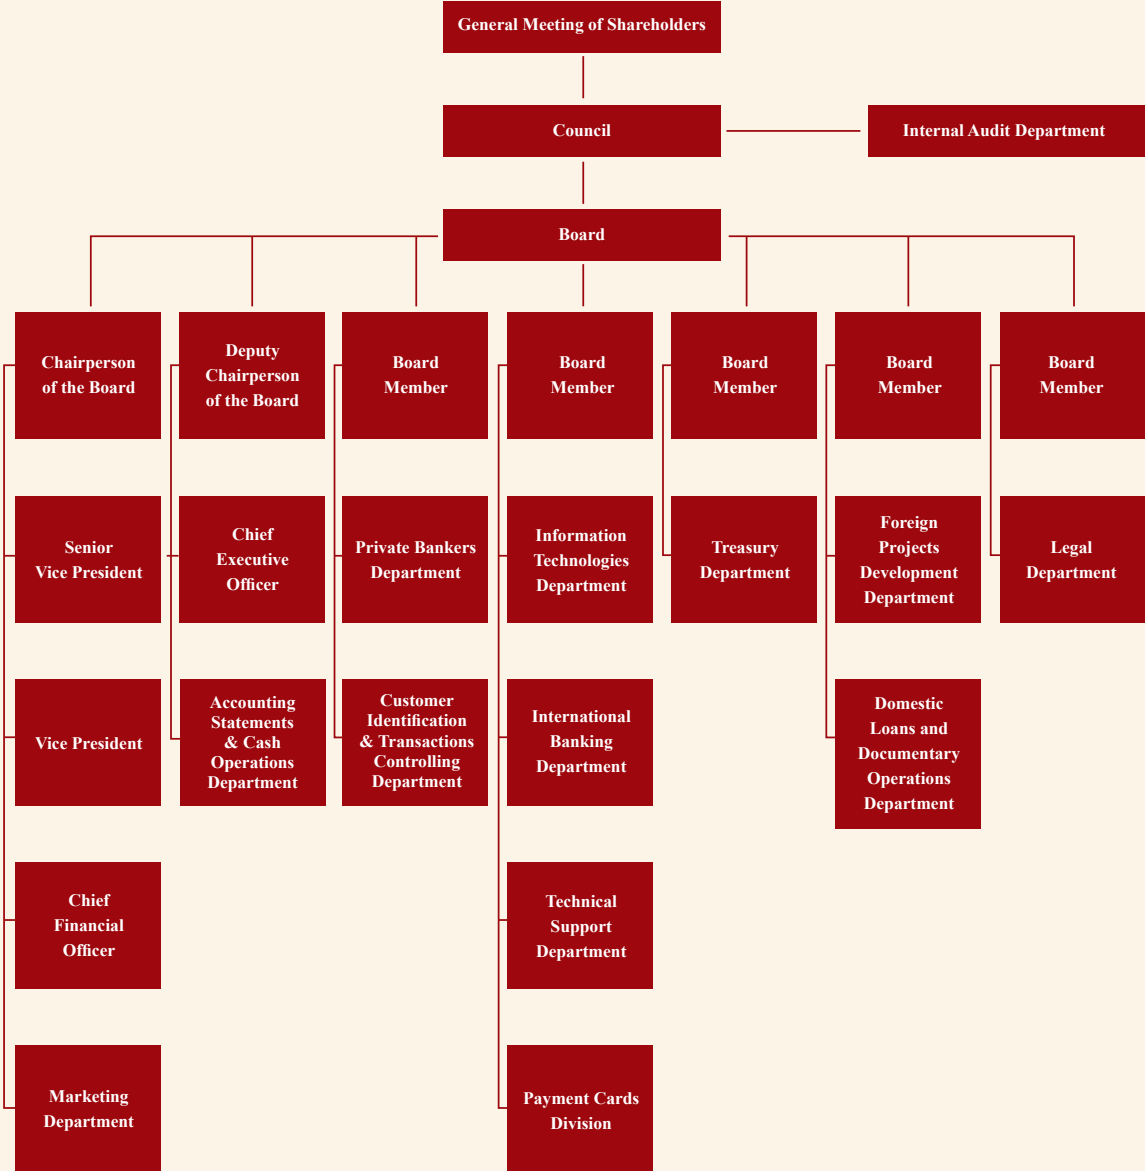 General Meeting of Shareholders
Council
Internal Audit Department
Board
Chairperson
of the Board
Deputy
Chairperson
of the Board
Board
Member
Board
Member
Board
Member
Board
Member
Board
Member
Senior
Vice President
Chief
Executive
Officer
Private Bankers
Department
Information
Technologies
Department
Treasury
Department
Foreign
Projects
Development
Department
Legal
Department
Vice President
Accounting
Statements
& Cash
Operations
Department
Customer
Identification
& Transactions
Controlling
Department
International
Banking
Department
Domestic
Loans and
Documentary
Operations
Department
Chief
Financial
Officer
Technical
Support
Department
Marketing
Department
Payment Cards
Division